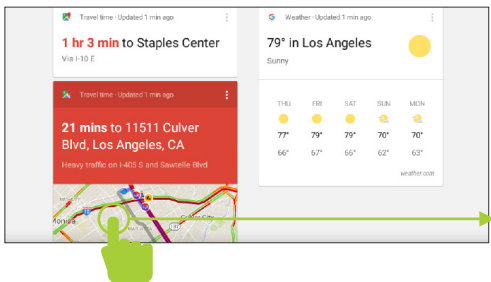 Travel time · Updated 1 min ago
1 hr 3 min to Staples Center
Via I-10 E
Travel time · Updated 1 min ago
21 mins to 11511 Culver
Blvd, Los Angeles, CA
Heavy traffic on I-405 S and Sawtelle Blvd
Weather · Updated 1 min ago
79° in Los Angeles
Sunny
THU FRI SAT SUN MON
77° 79° 79° 70° 70°
66° 67° 66° 62° 63°
weather.com